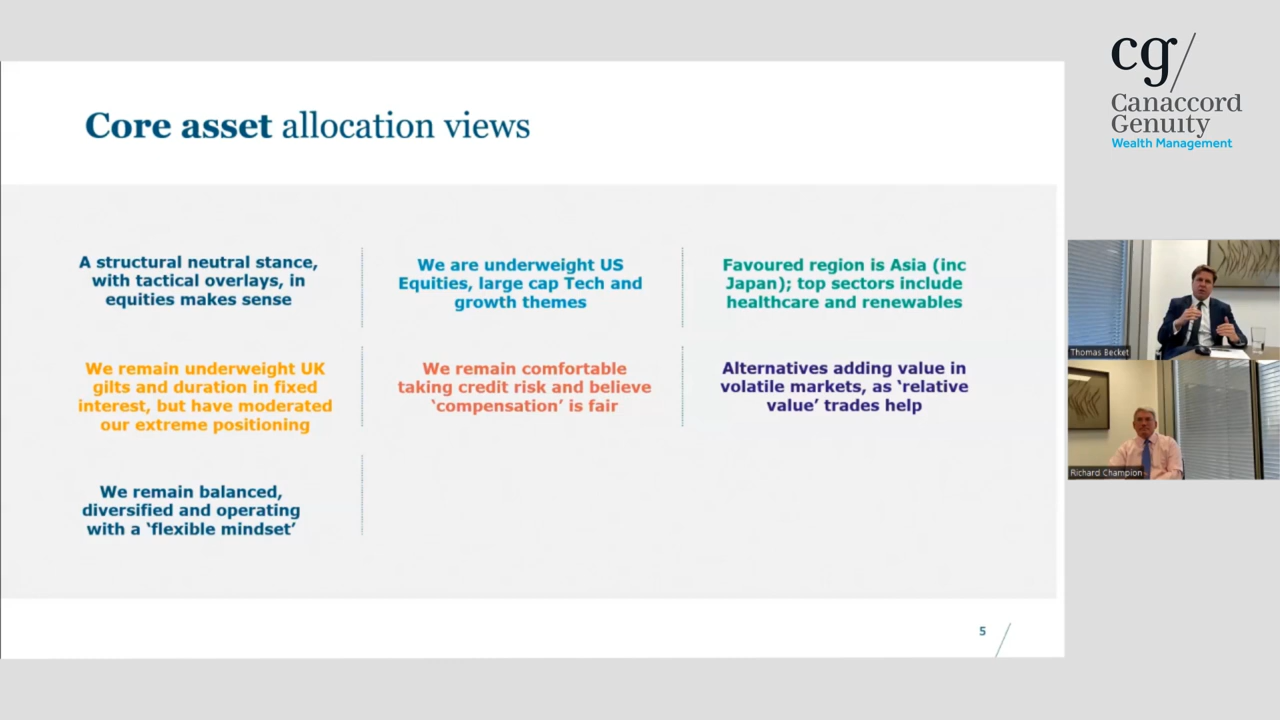 cg/
Canaccord
Genuity
Wealth Management
Core asset allocation views
A structural neutral stance,
with tactical overlays, in
equities makes sense
We are underweight US
Equities, large cap Tech and
growth themes
Favoured region is Asia (inc
Japan); top sectors include
healthcare and renewables
We remain underweight UK
gilts and duration in fixed
interest, but have moderated
our extreme positioning
We remain comfortable
taking credit risk and believe
‘compensation’ is fair
Alternatives adding value in
volatile markets, as ‘relative
value’ trades help
We remain balanced,
diversified and operating
with a ‘flexible mindset’
5
Thomas Becket
Richard Champion